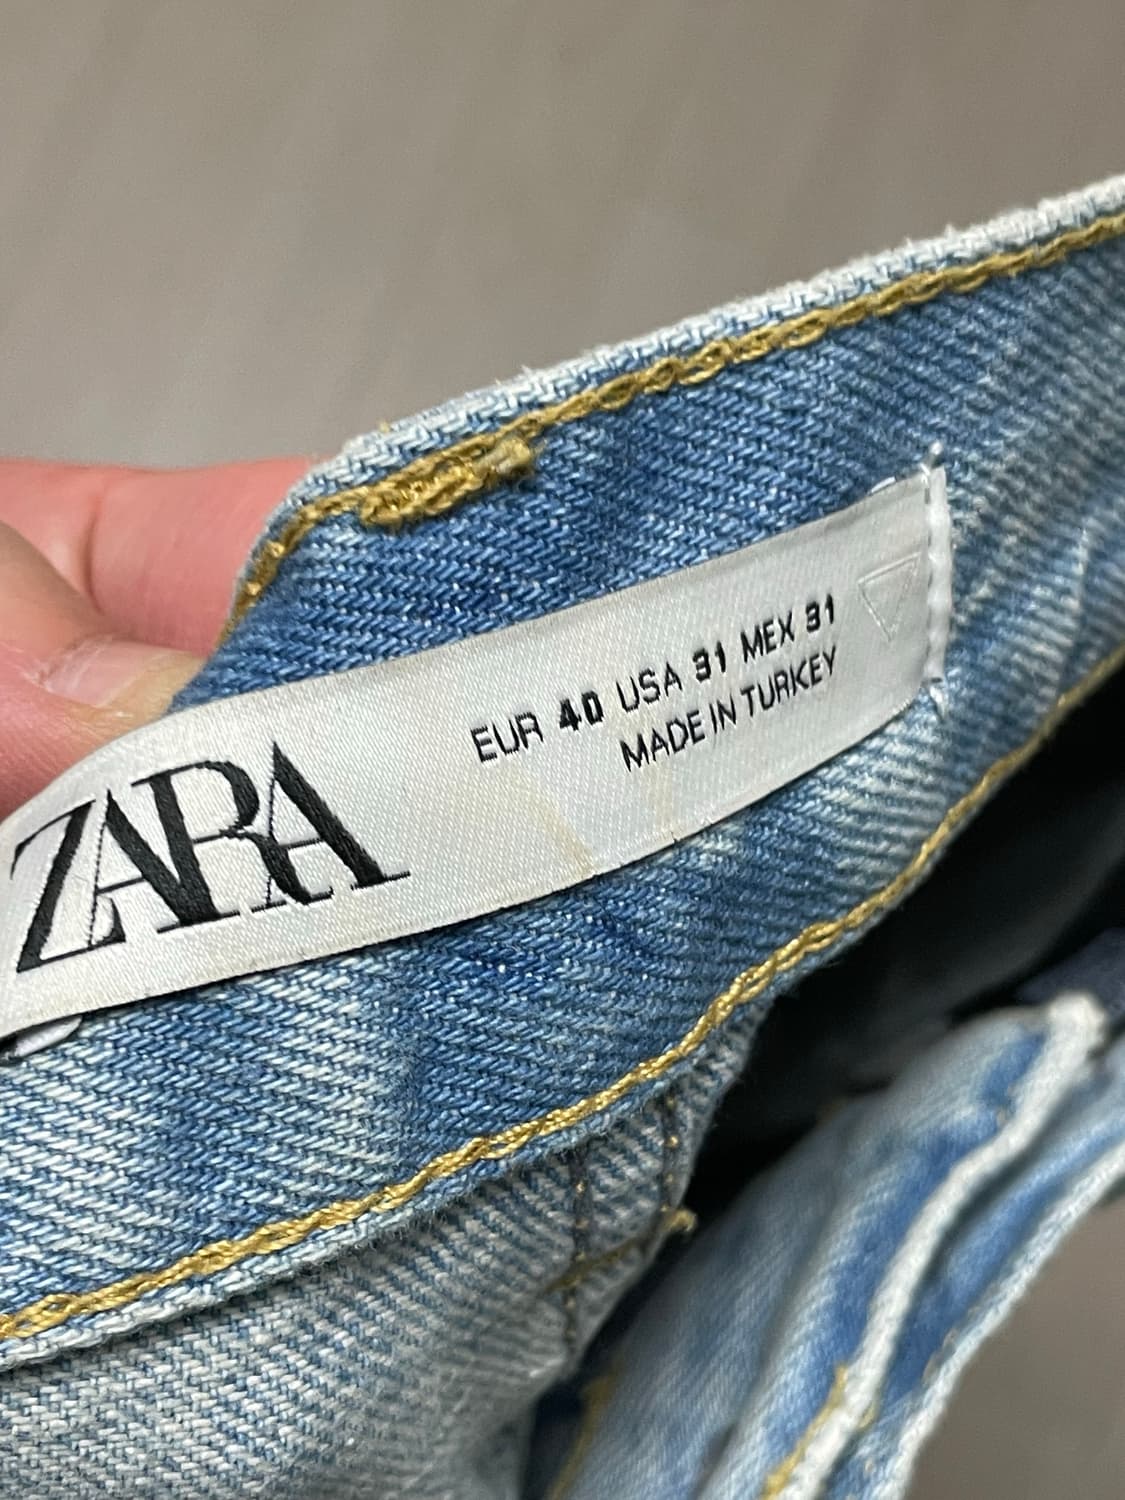 ZARA
EUR 40 USA 31 MEX 31
MADE IN TURKEY